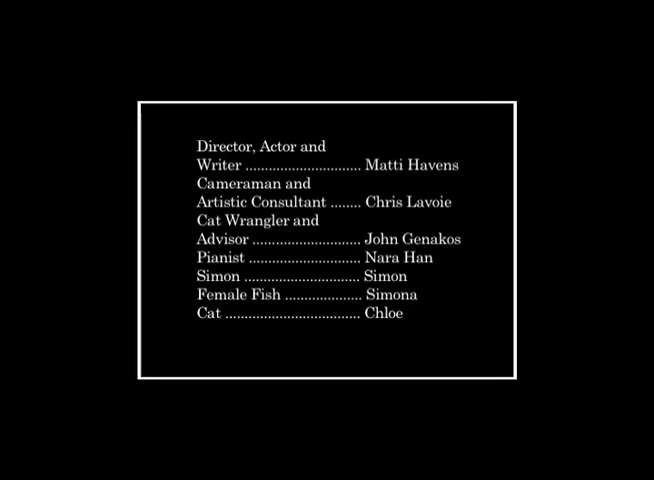 Director, Actor and
Writer .............................. Matti Havens
Cameraman and
Artistic Consultant ........ Chris Lavoie
Cat Wrangler and
Advisor ............................ John Genakos
Pianist ............................. Nara Han
Simon .............................. Simon
Female Fish .................... Simona
Cat ................................... Chloe